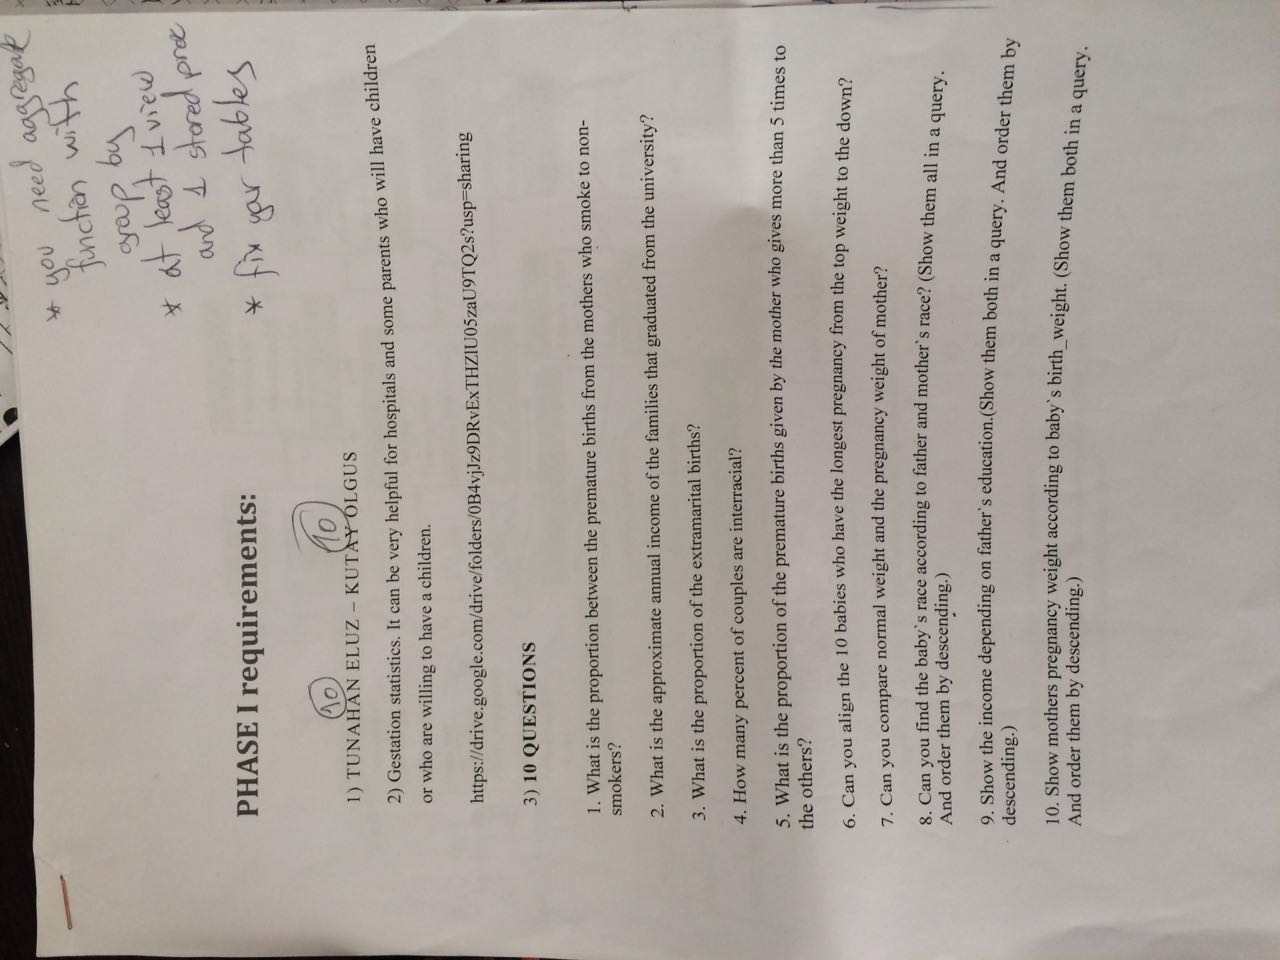 * you need aggregate
function with
group by
* at least 1 view
and 1 stored proc
* fix your tables
PHASE I requirements:
10 10
1) TUNAHAN ELUZ – KUTAY OLGUS
2) Gestation statistics. It can be very helpful for hospitals and some parents who will have children
or who are willing to have a children.
https://drive.google.com/drive/folders/0B4vjJz9DRvExTHZlU05zaU9TQ2s?usp=sharing
3) 10 QUESTIONS
1. What is the proportion between the premature births from the mothers who smoke to non-
smokers?
2. What is the approximate annual income of the families that graduated from the university?
3. What is the proportion of the extramarital births?
4. How many percent of couples are interracial?
5. What is the proportion of the premature births given by the mother who gives more than 5 times to
the others?
6. Can you align the 10 babies who have the longest pregnancy from the top weight to the down?
7. Can you compare normal weight and the pregnancy weight of mother?
8. Can you find the baby`s race according to father and mother`s race? (Show them all in a query.
And order them by descending.)
9. Show the income depending on father`s education.(Show them both in a query. And order them by
descending.)
10. Show mothers pregnancy weight according to baby`s birth_weight. (Show them both in a query.
And order them by descending.)